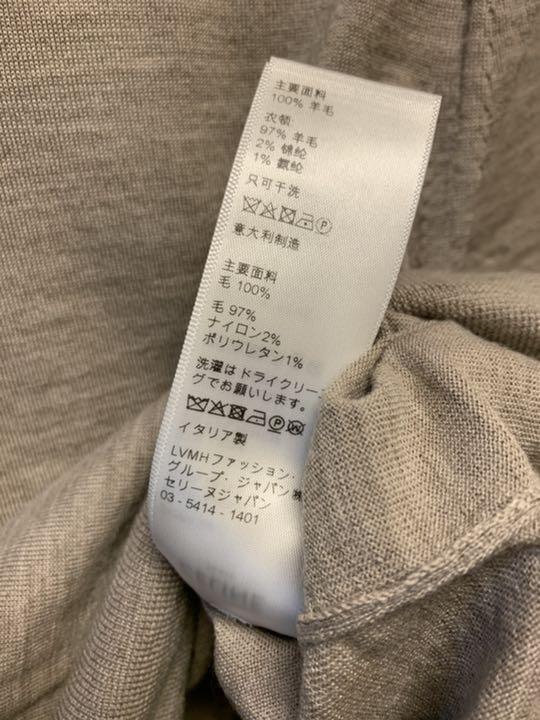 主要面料
100% 羊毛
衣领
97% 羊毛
2% 锦纶
1% 氨纶
只可干洗
P
意大利制造
主要面料
毛 100%
毛 97%
ナイロン2%
ポリウレタン1%
洗濯はドライクリー
グでお願いします。
P W
イタリア製
LVMHファッション・
グループ・ジャパン㈱
セリーヌジャパン
03 - 5414 - 1401